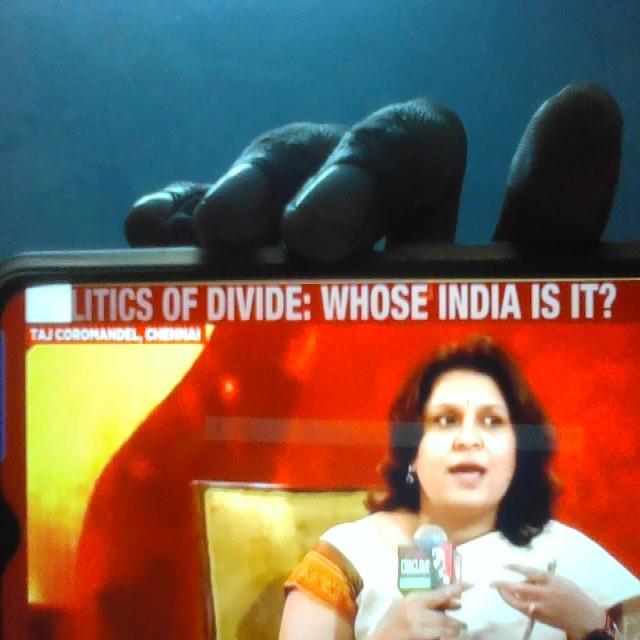 LITICS OF DIVIDE: WHOSE INDIA IS IT?
TAJ COROMANDEL, CHENNAI